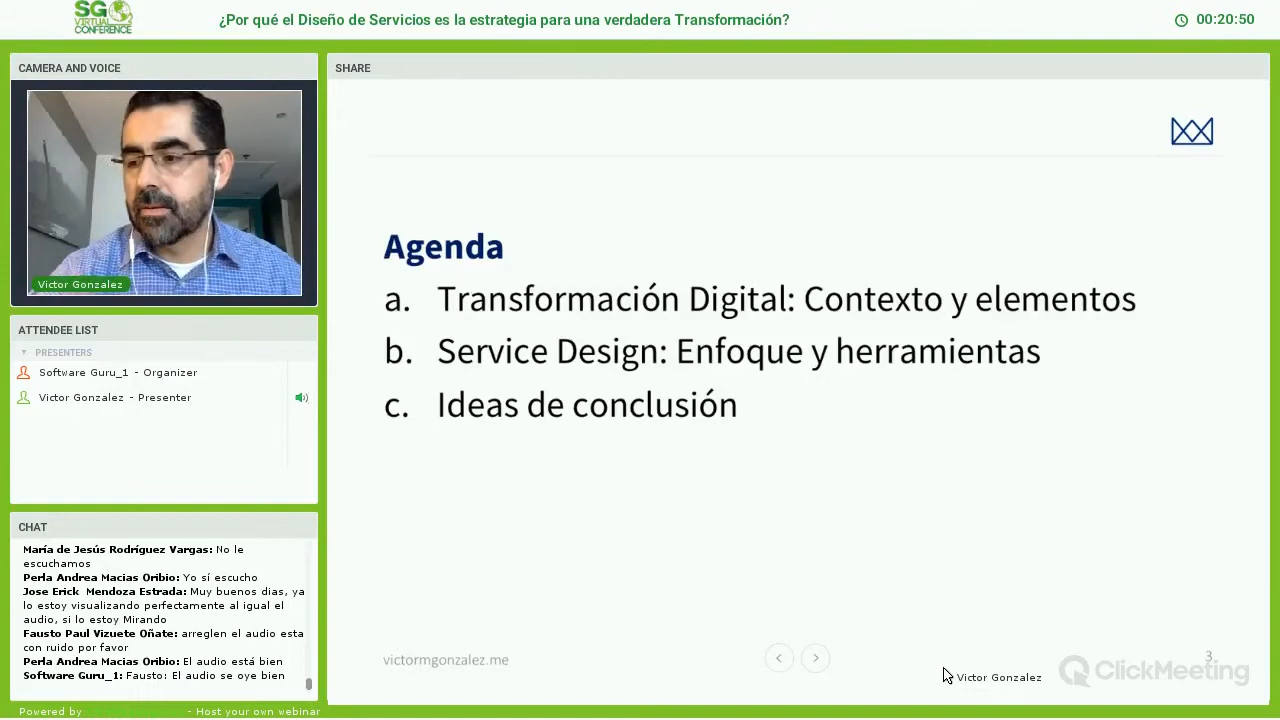 SG
VIRTUAL
CONFERENCE
¿Por qué el Diseño de Servicios es la estrategia para una verdadera Transformación?
00:20:50
CAMERA AND VOICE
Victor Gonzalez
ATTENDEE LIST
PRESENTERS
Software Guru_1 - Organizer
Victor Gonzalez - Presenter
CHAT
María de Jesús Rodríguez Vargas: No le
escuchamos
Perla Andrea Macias Oribio: Yo sí escucho
Jose Erick Mendoza Estrada: Muy buenos dias, ya
lo estoy visualizando perfectamente al igual el
audio, si lo estoy Mirando
Fausto Paul Vizuete Oñate: arreglen el audio esta
con ruido por favor
Perla Andrea Macias Oribio: El audio está bien
Software Guru_1: Fausto: El audio se oye bien
Powered by - Host your own webinar
SHARE
Agenda
a. Transformación Digital: Contexto y elementos
b. Service Design: Enfoque y herramientas
c. Ideas de conclusión
victormgonzalez.me
3
Victor Gonzalez
ClickMeeting